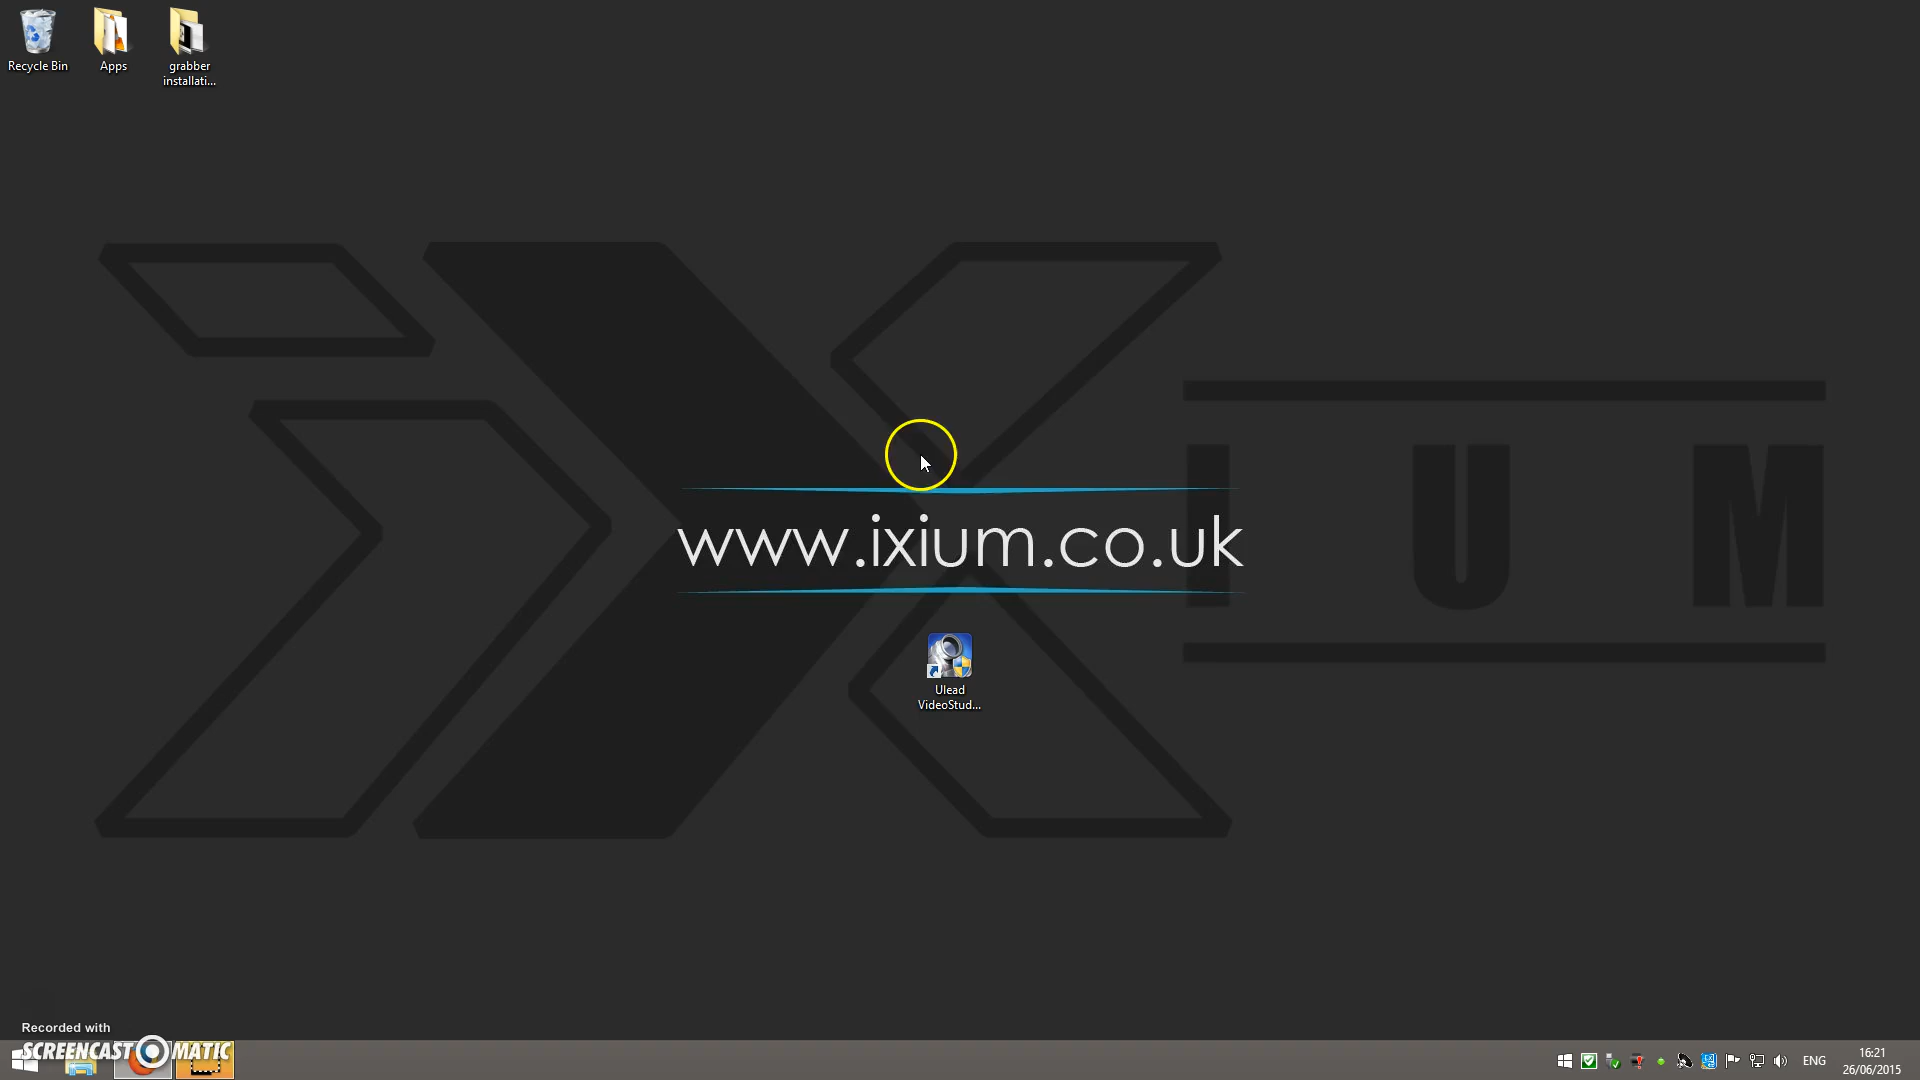 Recycle Bin
Apps
grabber
installati...
IUM
www.ixium.co.uk
Ulead
VideoStud...
Recorded with
SCREENCAST MATIC
ENG
16:21
26/06/2015